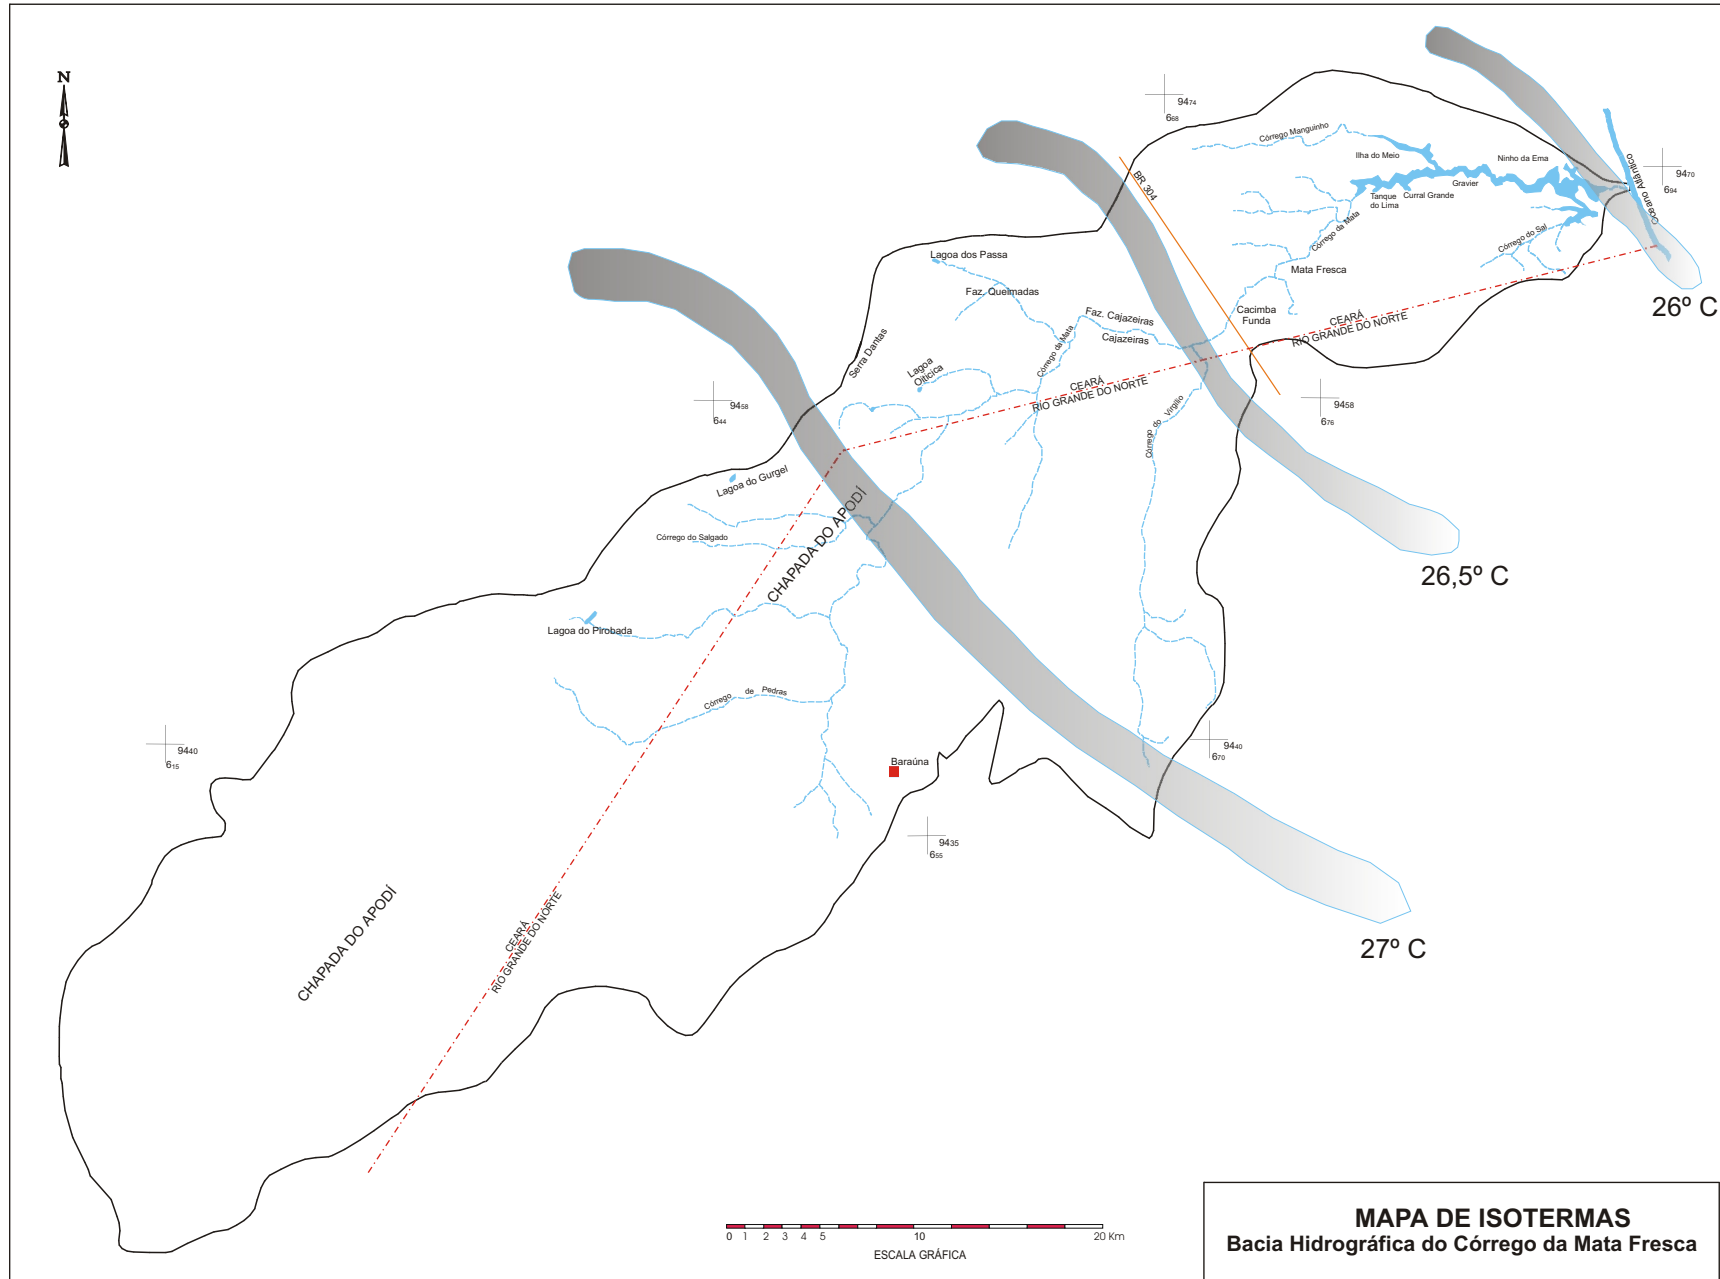 N
9474
668
Córrego Manguinho
Ilha do Meio
Ninho da Ema
Oceano Atlântico
9470
694
Gravier
Tanque
do Lima
Curral Grande
BR 304
Córrego da Mata
Córrego do Sal
Lagoa dos Passa
Mata Fresca
Faz. Queimadas
26º C
Cacimba
Funda
Faz. Cajazeiras
Cajazeiras
CEARÁ
RIO GRANDE DO NORTE
Serra Dantas
Córrego da Mata
Lagoa
Oiticica
CEARÁ
RIO GRANDE DO NORTE
9458
644
9458
676
Córrego do Virgílio
Lagoa do Gurgel
CHAPADA DO APODÍ
Córrego do Salgado
26,5º C
Lagoa do Pirobada
Córrego de Pedras
9440
615
9440
670
Baraúna
9435
655
CHAPADA DO APODÍ
CEARÁ
RIO GRANDE DO NORTE
27º C
0 1 2 3 4 5 10 20 Km
ESCALA GRÁFICA
MAPA DE ISOTERMAS
Bacia Hidrográfica do Córrego da Mata Fresca